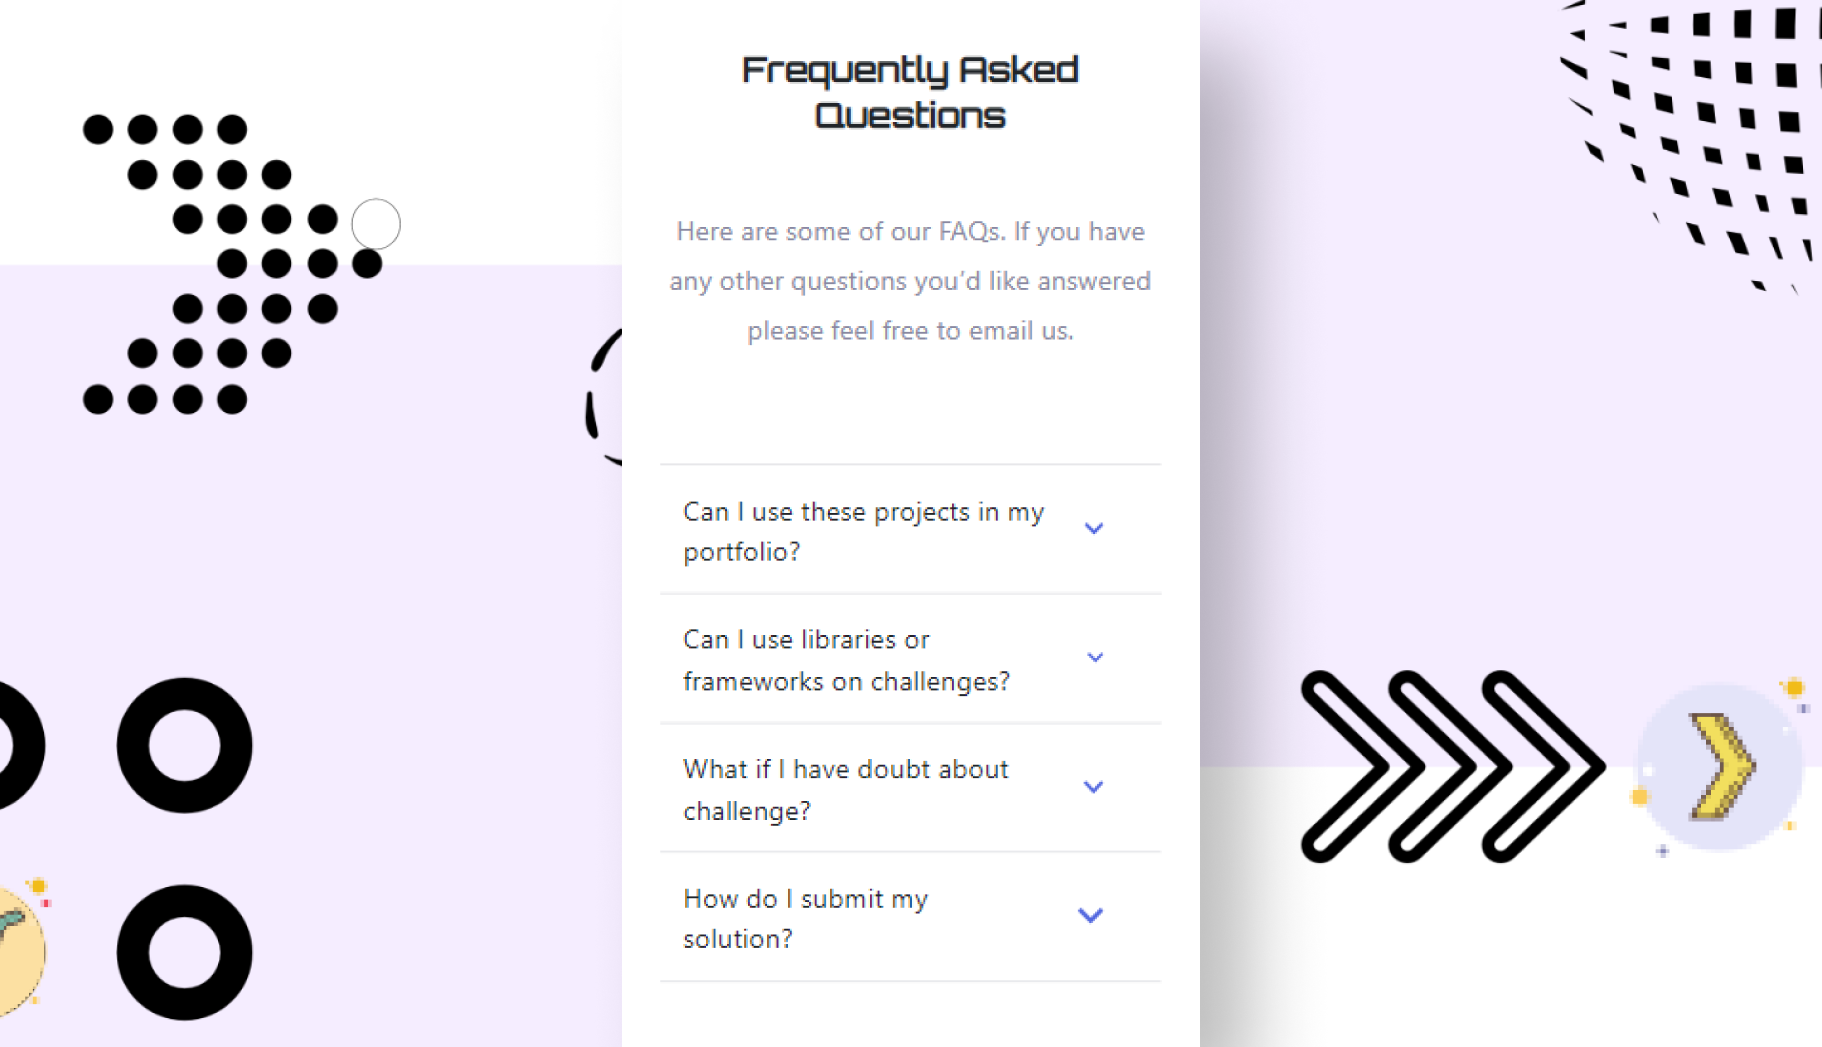 Frequently Asked
Questions
Here are some of our FAQs. If you have
any other questions you'd like answered
please feel free to email us.
Can I use these projects in my
portfolio?
Can I use libraries or
frameworks on challenges?
What if I have doubt about
challenge?
How do I submit my
solution?